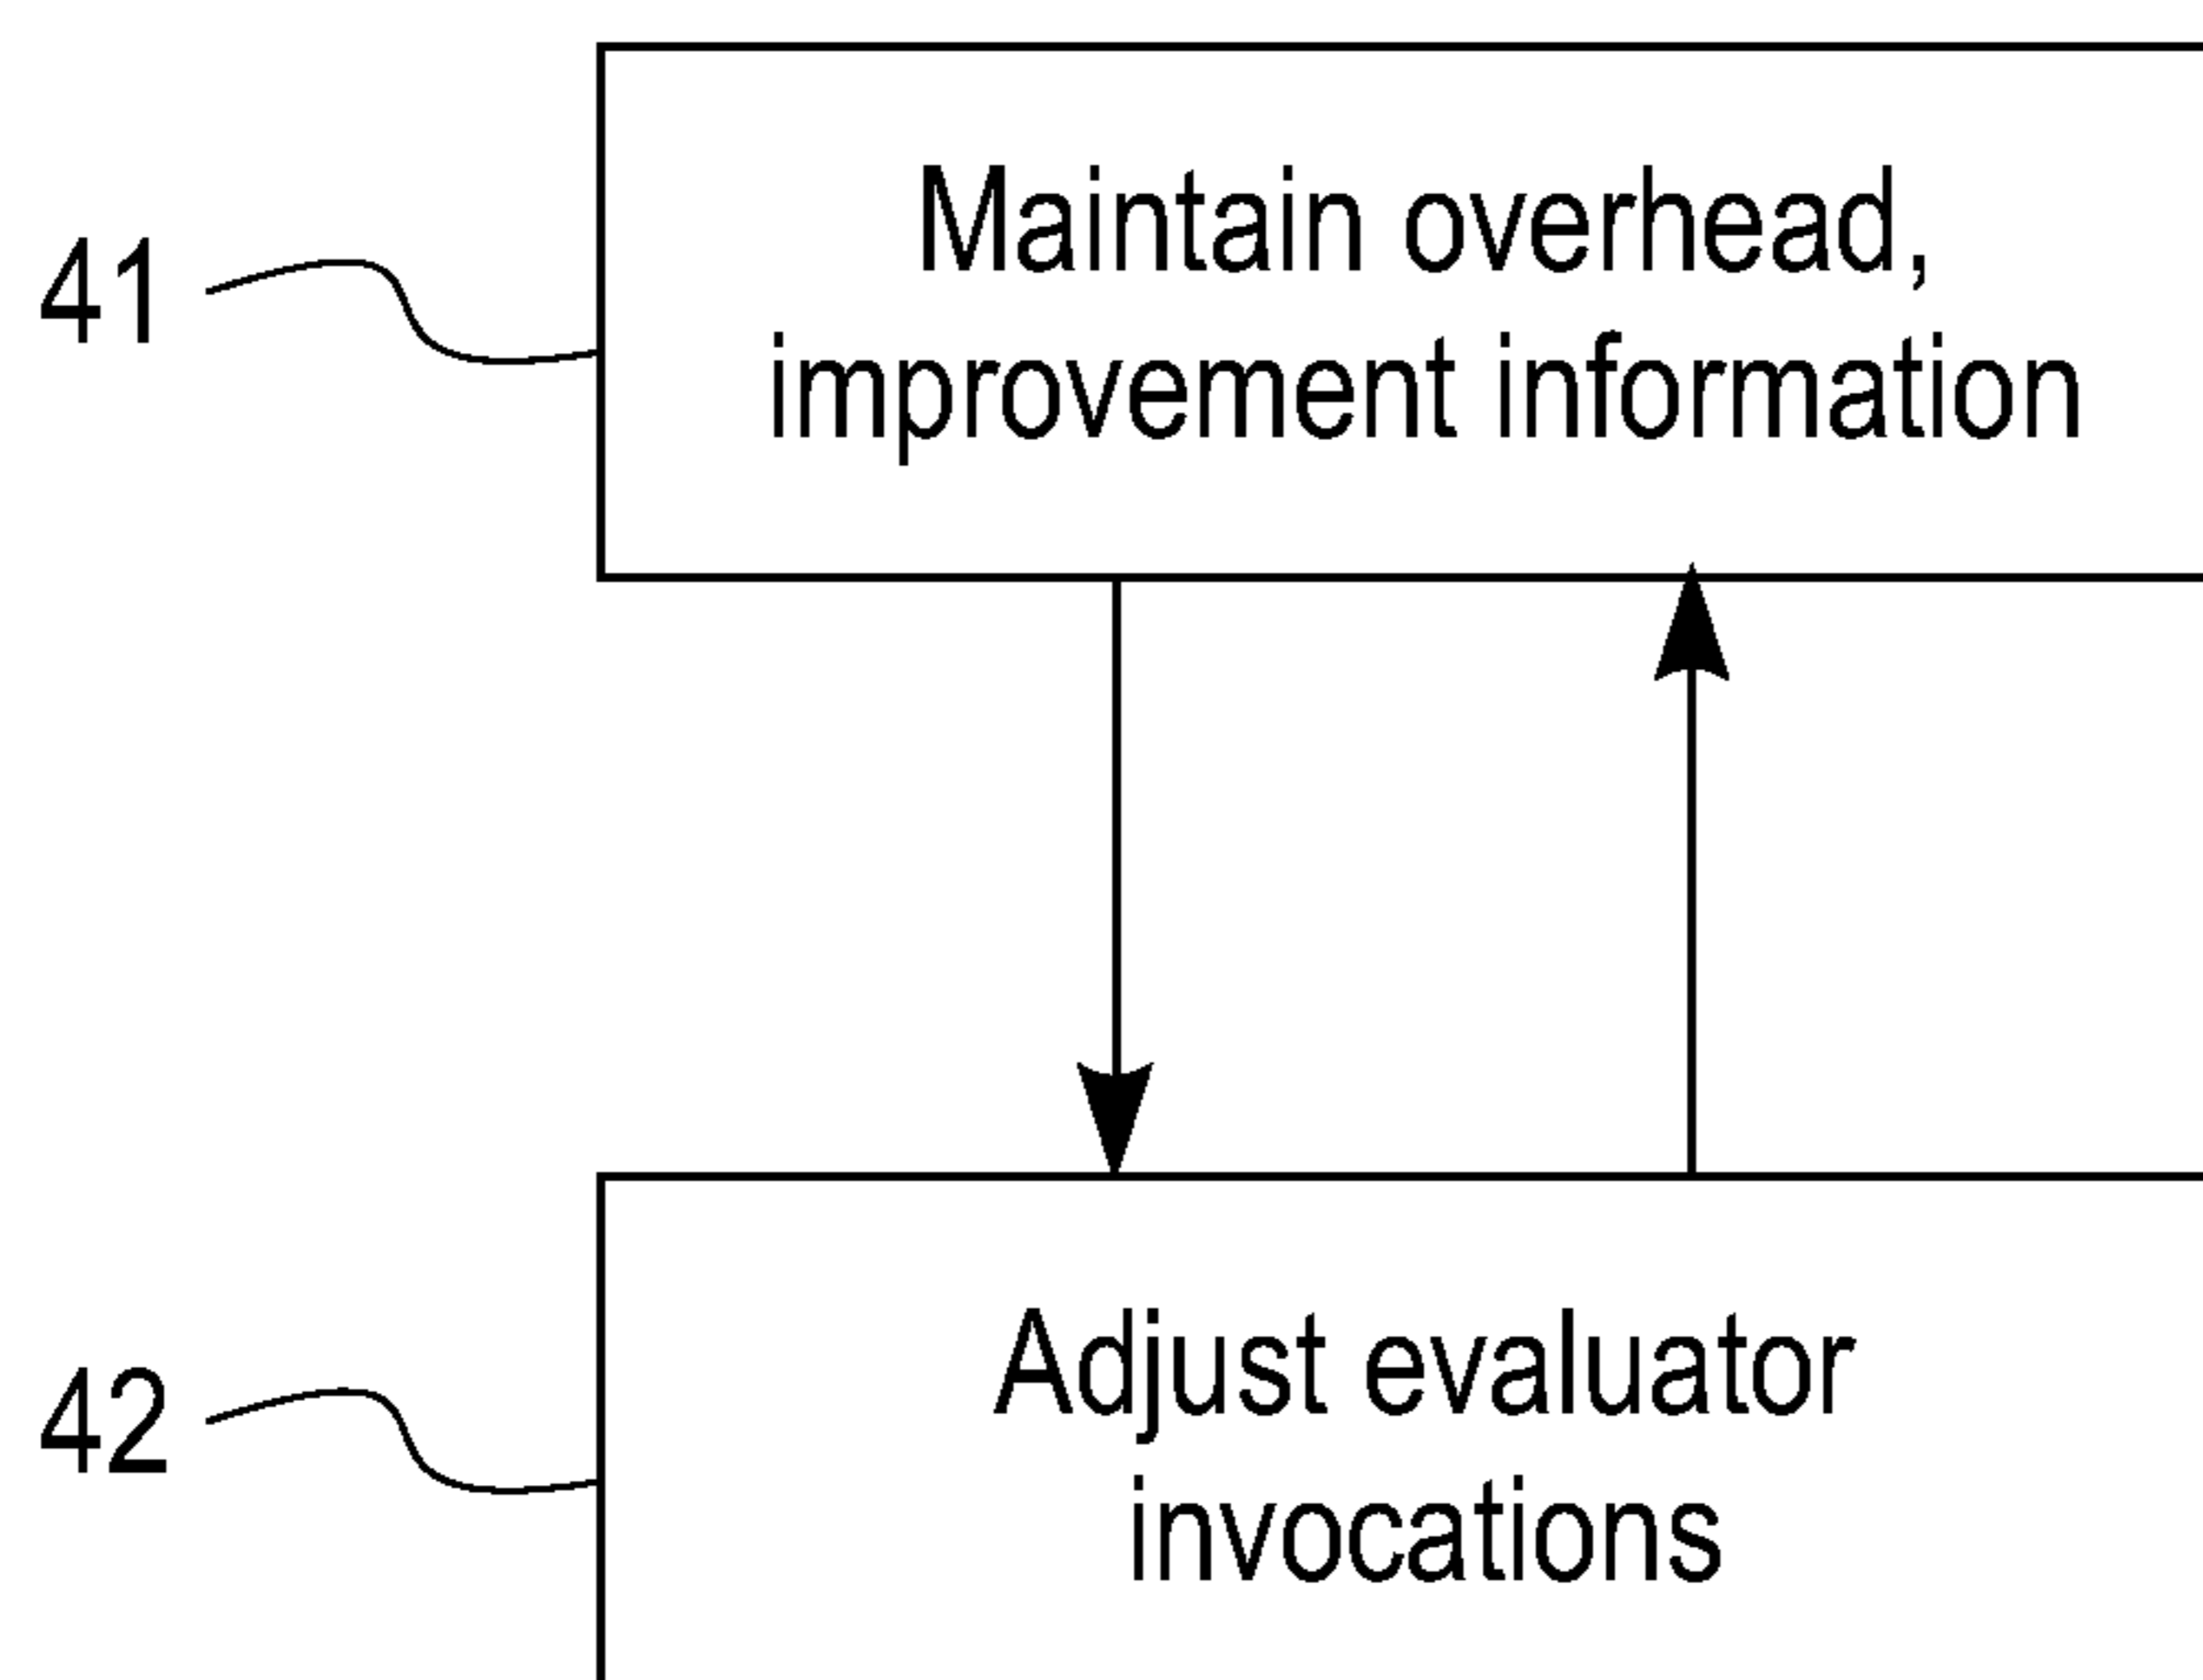 41
Maintain overhead,
improvement information
42
Adjust evaluator
invocations